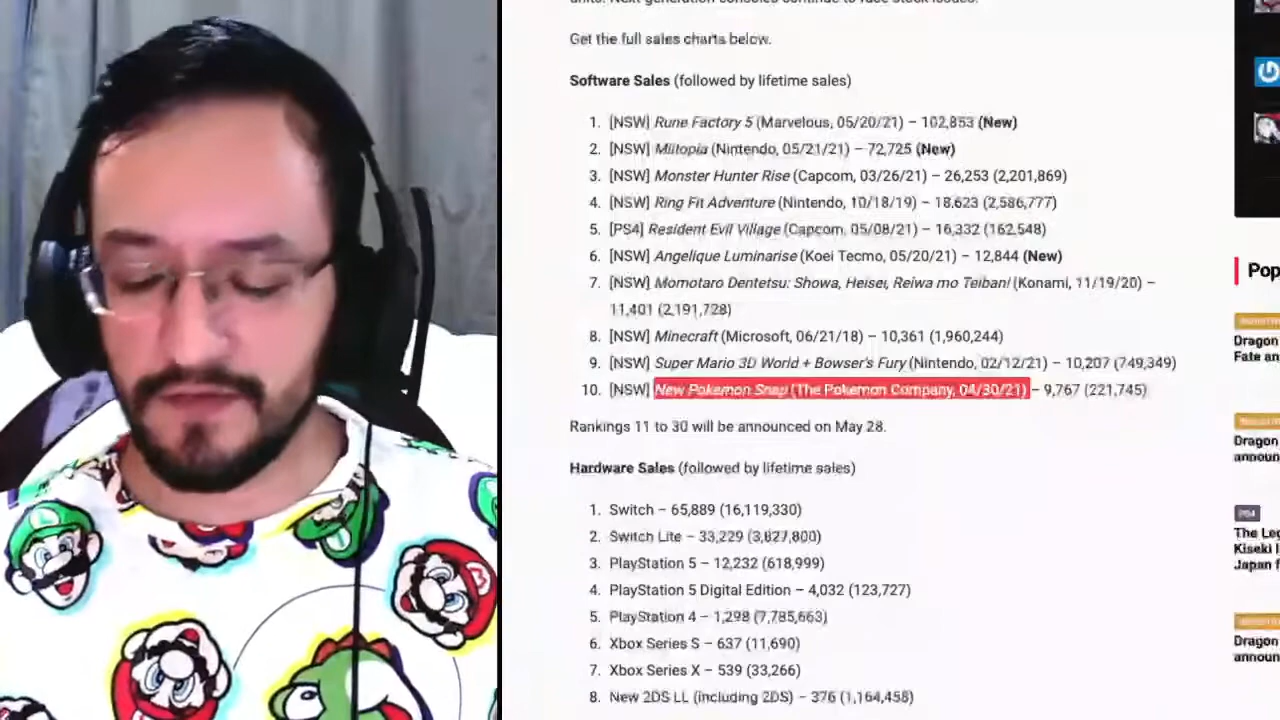 Get the full sales charts below.
Software Sales (followed by lifetime sales)
1. [NSW] Rune Factory 5 (Marvelous, 05/20/21) – 102,853 (New)
2. [NSW] Miitopia (Nintendo, 05/21/21) – 72,725 (New)
3. [NSW] Monster Hunter Rise (Capcom, 03/26/21) – 26,253 (2,201,869)
4. [NSW] Ring Fit Adventure (Nintendo, 10/18/19) – 18,623 (2,586,777)
5. [PS4] Resident Evil Village (Capcom, 05/08/21) – 16,332 (162,548)
6. [NSW] Angelique Luminarise (Koei Tecmo, 05/20/21) – 12,844 (New)
7. [NSW] Momotaro Dentetsu: Showa, Heisei, Reiwa mo Teiban! (Konami, 11/19/20) –
11,401 (2,191,728)
8. [NSW] Minecraft (Microsoft, 06/21/18) – 10,361 (1,960,244)
9. [NSW] Super Mario 3D World + Bowser's Fury (Nintendo, 02/12/21) – 10,207 (749,349)
10. [NSW] New Pokemon Snap (The Pokemon Company, 04/30/21) – 9,767 (221,745)
Rankings 11 to 30 will be announced on May 28.
Hardware Sales (followed by lifetime sales)
1. Switch – 65,889 (16,119,330)
2. Switch Lite – 33,229 (3,827,800)
3. PlayStation 5 – 12,232 (618,999)
4. PlayStation 5 Digital Edition – 4,032 (123,727)
5. PlayStation 4 – 1,298 (7,785,663)
6. Xbox Series S – 637 (11,690)
7. Xbox Series X – 539 (33,266)
8. New 2DS LL (including 2DS) – 376 (1,164,458)
Pop
Dragon
Fate an
Dragon
announ
PS4
The Leg
Kiseki I
Japan f
Dragon
announ